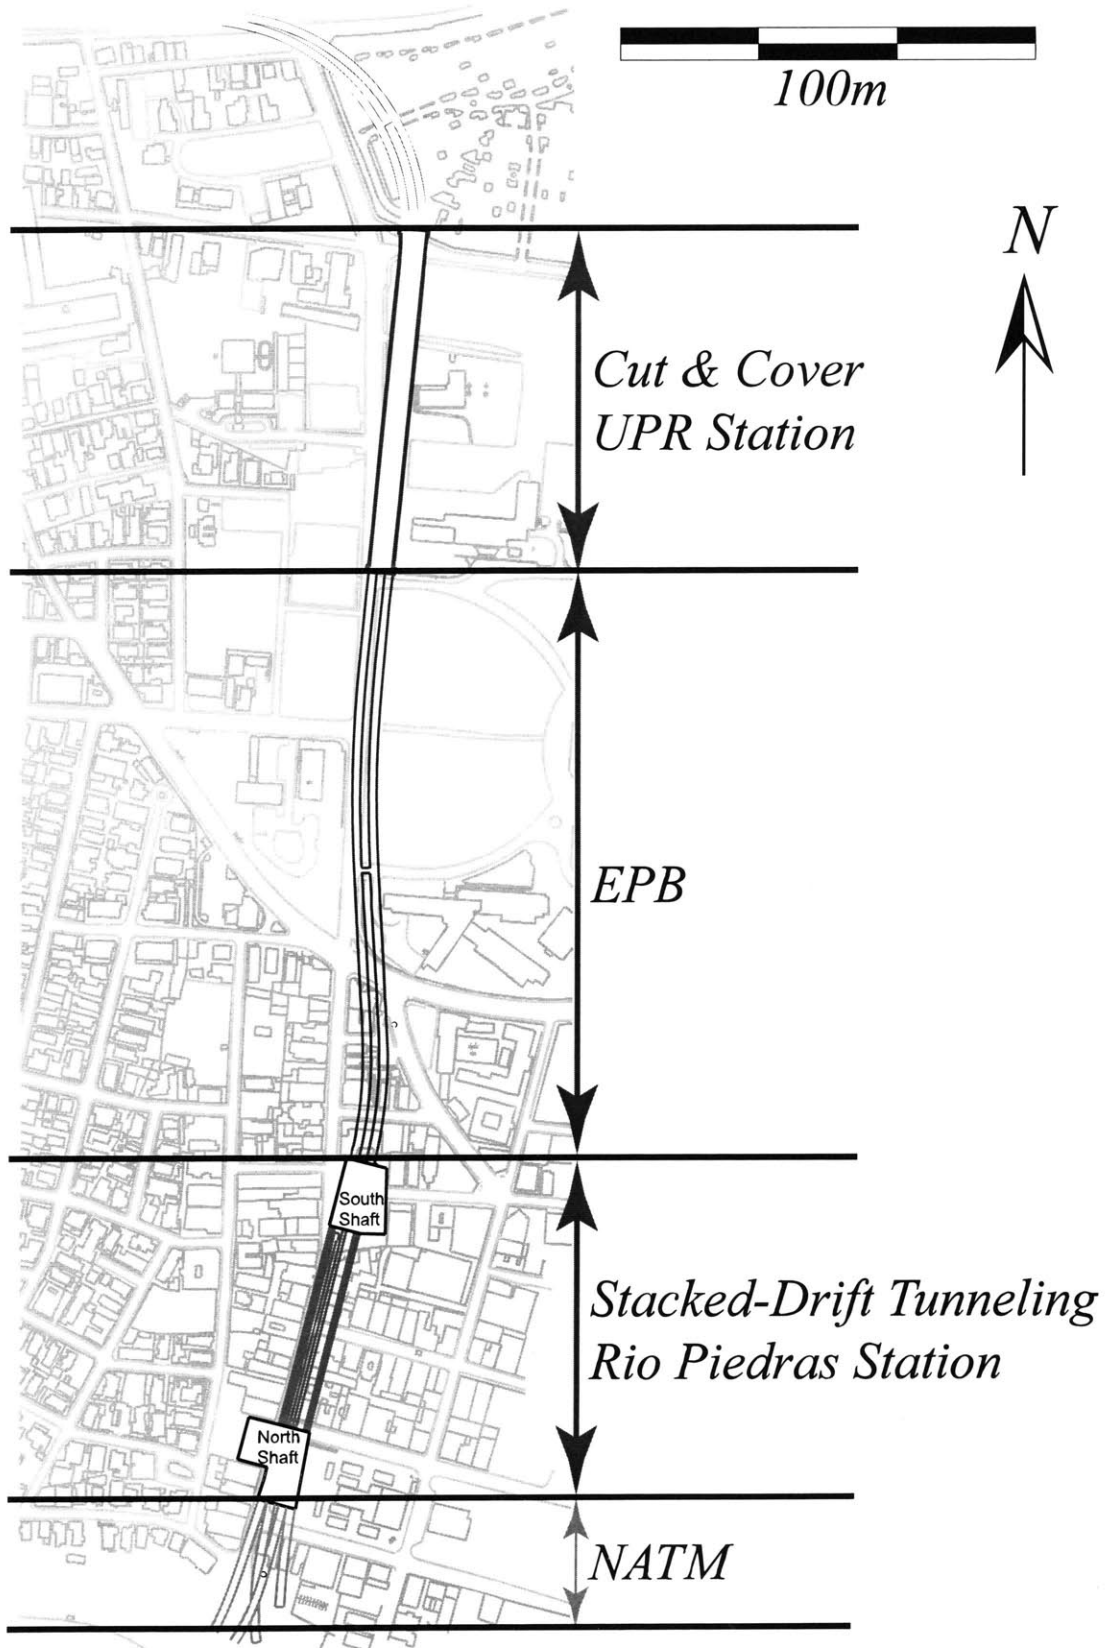 100m
N
Cut & Cover
UPR Station
EPB
South
Shaft
Stacked-Drift Tunneling
Rio Piedras Station
North
Shaft
NATM